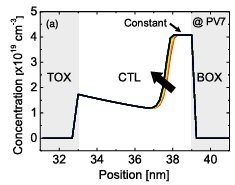 (a)
Constant
@ PV7
TOX
CTL
BOX
Concentration [x10¹⁹ cm⁻³]
5
4
3
2
1
0
32
34
36
38
40
Position [nm]